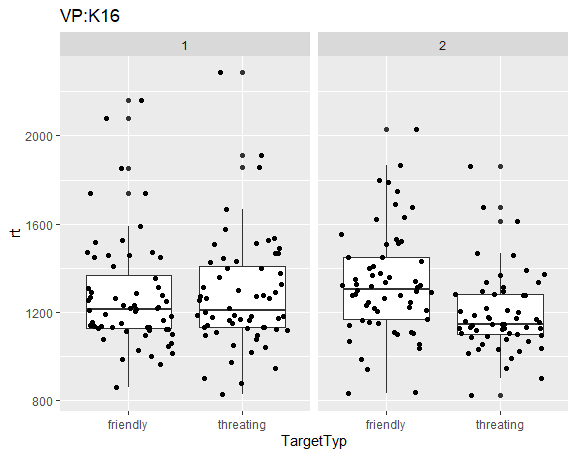 VP:K16
1
2
rt
2000
1600
1200
800
friendly
threating
friendly
threating
TargetTyp